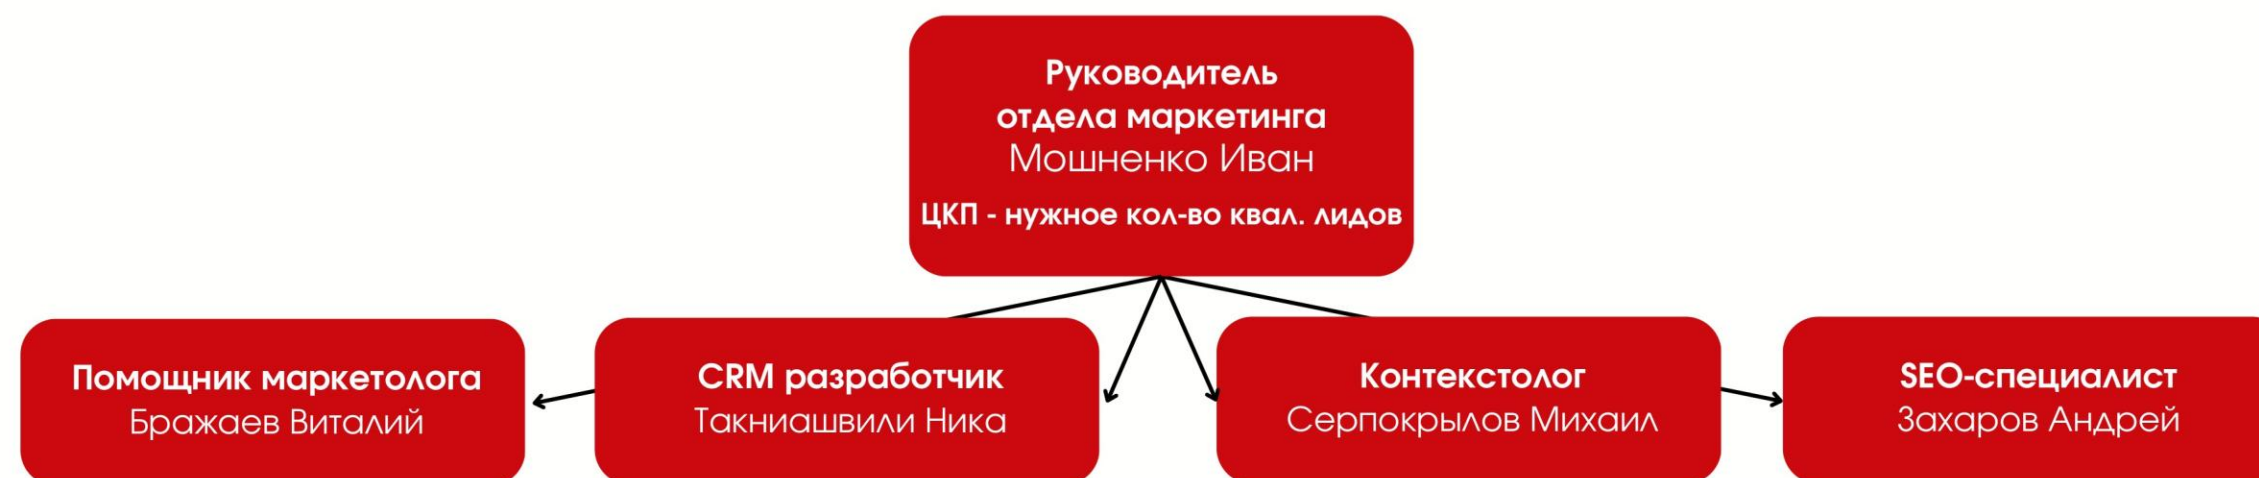 Руководитель
отдела маркетинга
Мошненко Иван
ЦКП - нужное кол-во квал. лидов
Помощник маркетолога
Бражаев Виталий
CRM разработчик
Такниашвили Ника
Контекстолог
Серпокрылов Михаил
SEO-специалист
Захаров Андрей